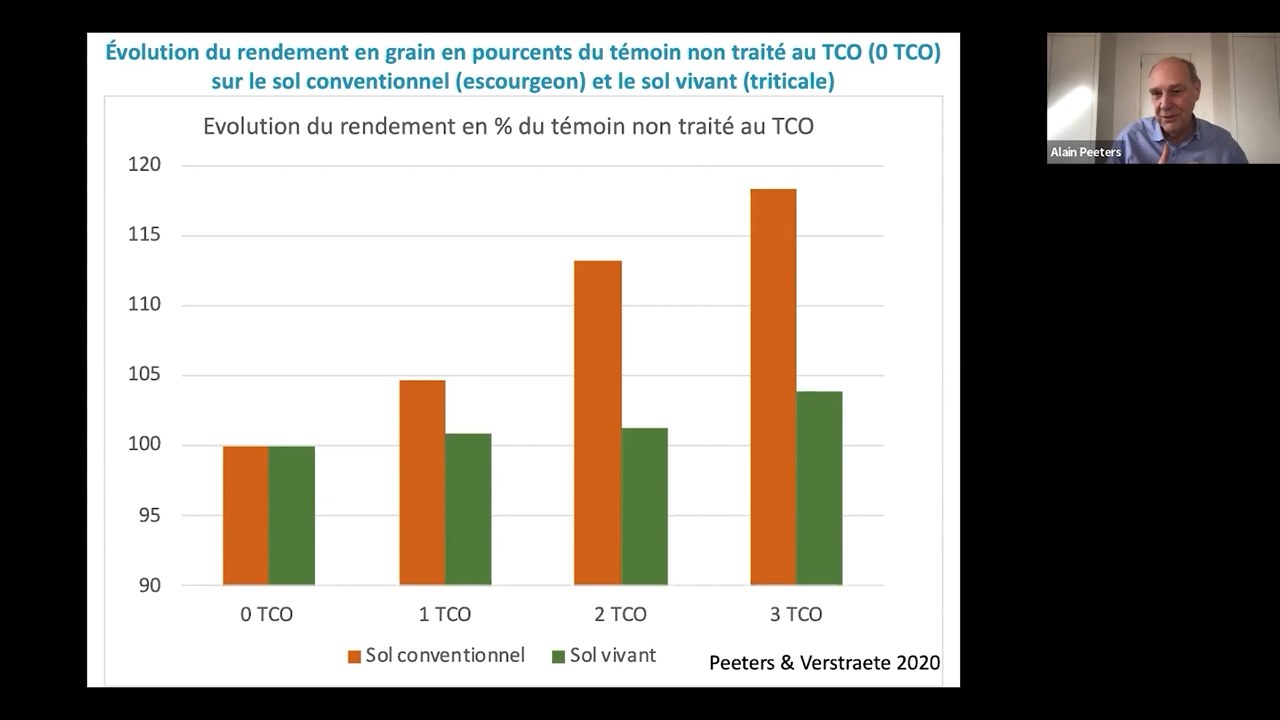 Évolution du rendement en grain en pourcents du témoin non traité au TCO (0 TCO)
sur le sol conventionnel (escourgeon) et le sol vivant (triticale)
Evolution du rendement en % du témoin non traité au TCO
120
115
110
105
100
95
90
0 TCO
1 TCO
2 TCO
3 TCO
Sol conventionnel
Sol vivant
Peeters & Verstraete 2020
Alain Peeters